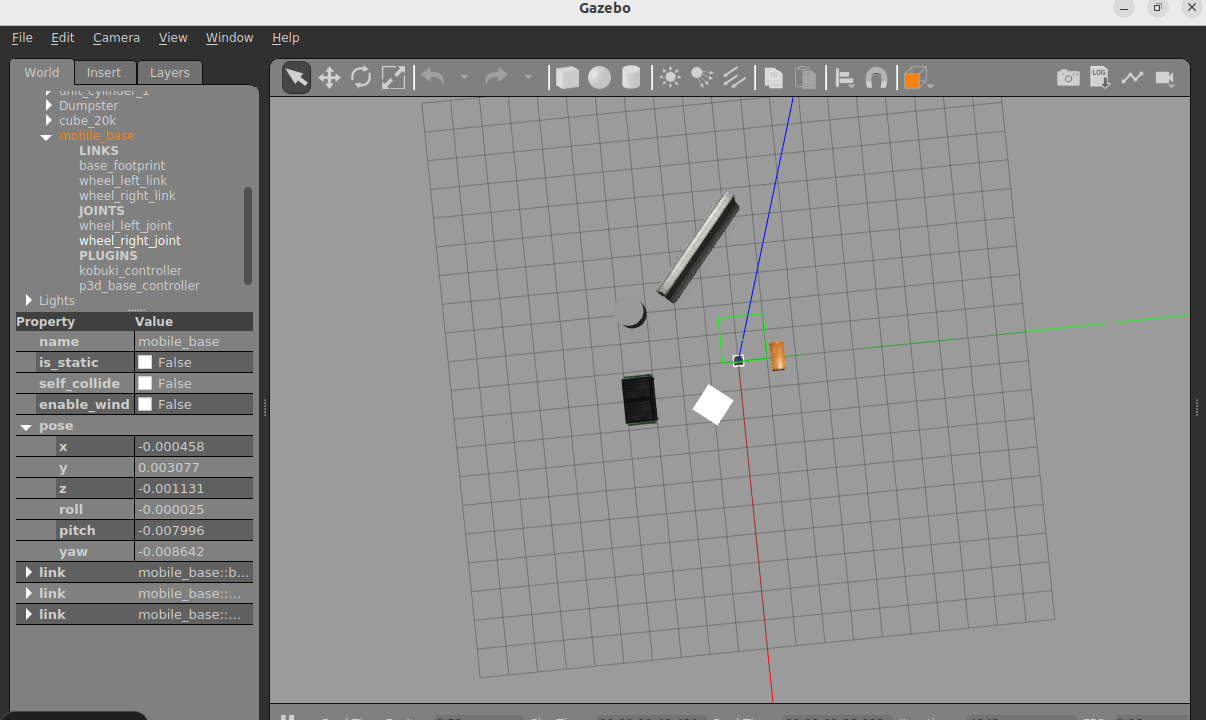 Gazebo
File Edit Camera View Window Help
World Insert Layers
unit_cylinder_1
Dumpster
cube_20k
mobile_base
LINKS
base_footprint
wheel_left_link
wheel_right_link
JOINTS
wheel_left_joint
wheel_right_joint
PLUGINS
kobuki_controller
p3d_base_controller
Lights
Property Value
name mobile_base
is_static False
self_collide False
enable_wind False
pose
x -0.000458
y 0.003077
z -0.001131
roll -0.000025
pitch -0.007996
yaw -0.008642
link mobile_base::b...
link mobile_base::...
link mobile_base::...
LOG